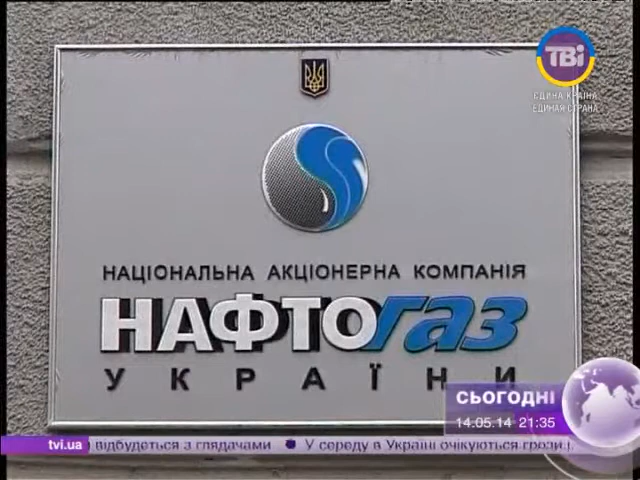 ТВі
ЄДИНА КРАЇНА
ЕДИНАЯ СТРАНА
НАЦІОНАЛЬНА АКЦІОНЕРНА КОМПАНІЯ
НАФТОГАЗ
УКРАЇНИ
СЬОГОДНІ
14.05.14 21:35
tvi.ua відбудеться з глядачами • У середу в Україні очікуються грози